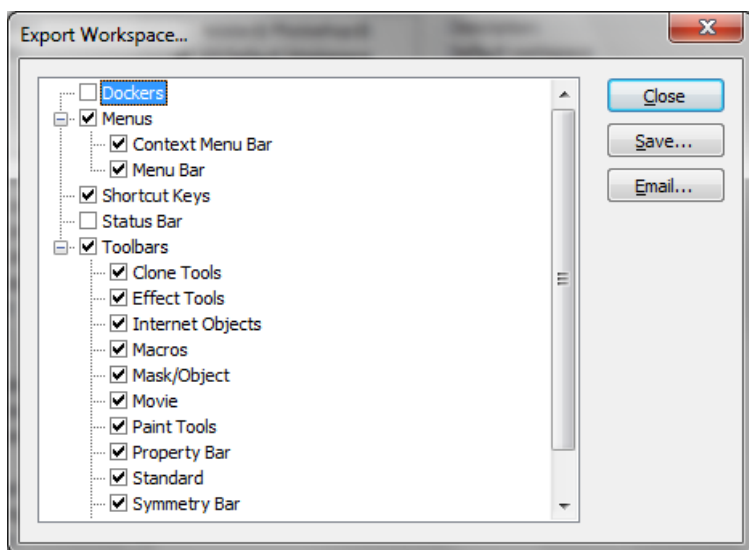 Export Workspace...
Dockers
Menus
Context Menu Bar
Menu Bar
Shortcut Keys
Status Bar
Toolbars
Clone Tools
Effect Tools
Internet Objects
Macros
Mask/Object
Movie
Paint Tools
Property Bar
Standard
Symmetry Bar
Close
Save...
Email...